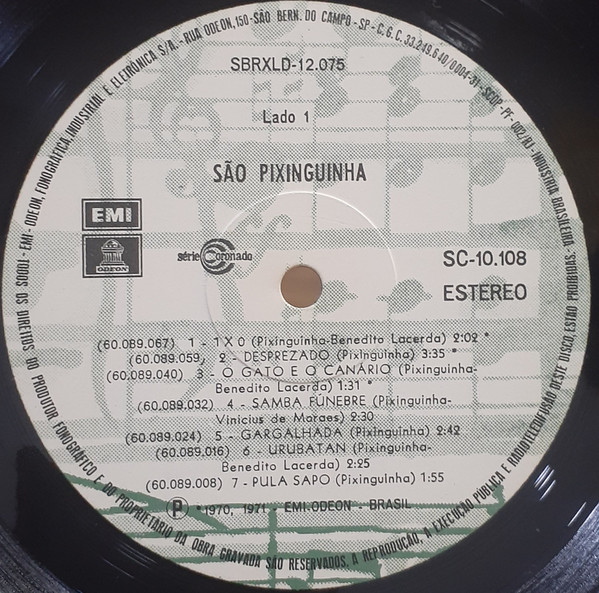 EMI-ODEON, FONOGRÁFICA, INDUSTRIAL E ELETRÔNICA S/A.-RUA ODEON,150-SÃO BERN. DO CAMPO - SP - C.G.C. 33.249.640/0004-31 - SCDP-PF-002/RJ - INDUSTRIA BRASILEIRA.
SBRXLD-12.075
Lado 1
SÃO PIXINGUINHA
EMI
ODEON
série Coronado
SC-10.108
ESTEREO
(60.089.067) 1 - 1 X 0 (Pixinguinha-Benedito Lacerda) 2:02 *
(60.089.059, 2 - DESPREZADO (Pixinguinha) 3:35 *
(60.089.040) 3 - O GATO E O CANÁRIO (Pixinguinha-
Benedito Lacerda) 1:31 *
(60.089.032) 4 - SAMBA FÚNEBRE (Pixinguinha-
Vinicius de Moraes) 2:30
(60.089.024) 5 - GARGALHADA (Pixinguinha) 2:42
(60.089.016) 6 - URUBATAN (Pixinguinha-
Benedito Lacerda) 2:25
(60.089.008) 7 - PULA SAPO (Pixinguinha) 1:55
Ⓟ *1970, 1971 - EMI.ODEON - BRASIL
TODOS OS DIREITOS DO PRODUTOR FONOGRÁFICO E DO PROPRIETÁRIO DA OBRA GRAVADA SÃO RESERVADOS. A REPRODUÇÃO, A EXECUÇÃO PÚBLICA E RADIOTELEDIFUSÃO DESTE DISCO, ESTÃO PROIBIDAS.